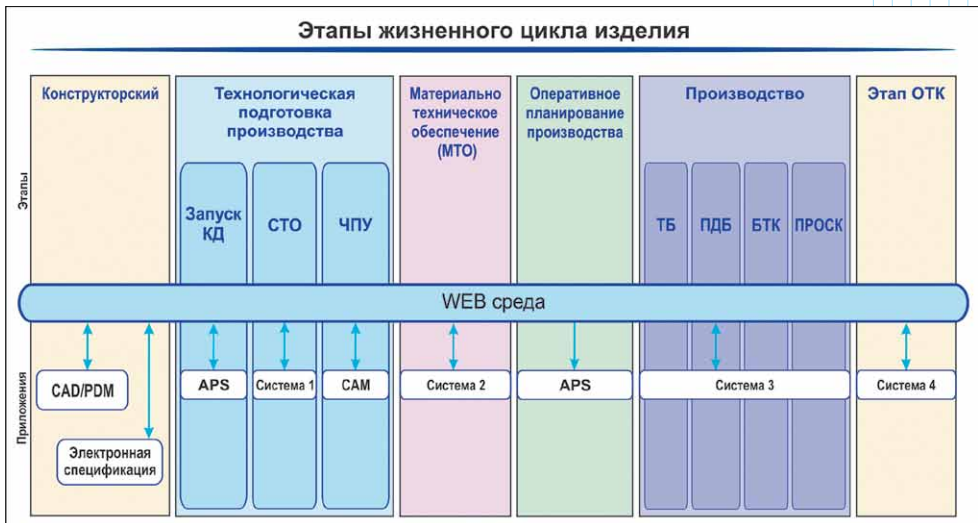 Этапы жизненного цикла изделия
Конструкторский
Технологическая
подготовка
производства
Материально
техническое
обеспечение
(МТО)
Оперативное
планирование
производства
Производство
Этап ОТК
Этапы
Запуск
КД
СТО
ЧПУ
ТБ
ПДБ
БТК
ПРОСК
WEB среда
Приложения
CAD/PDM
Электронная
спецификация
APS
Система 1
CAM
Система 2
APS
Система 3
Система 4